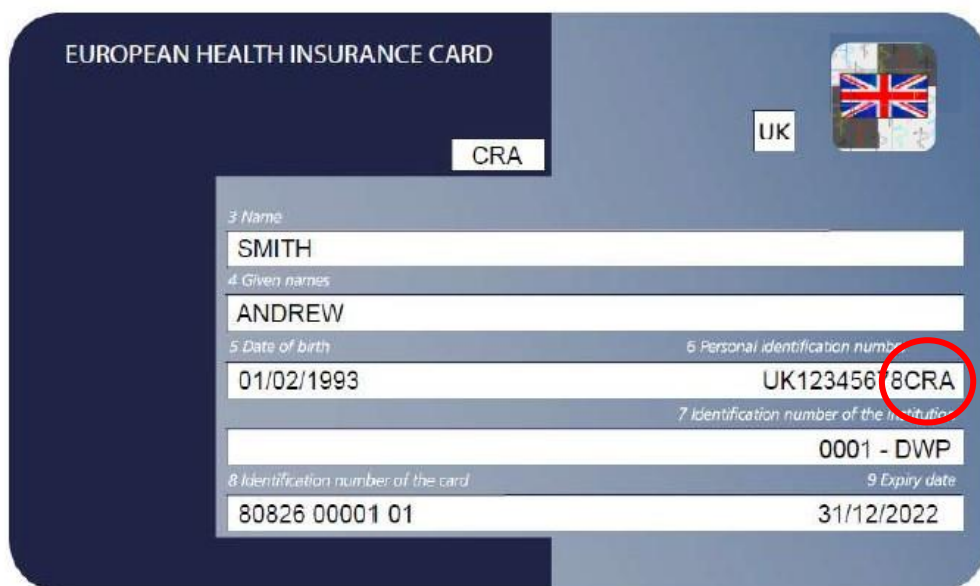 EUROPEAN HEALTH INSURANCE CARD
UK
CRA
3 Name
SMITH
4 Given names
ANDREW
5 Date of birth 6 Personal identification number
01/02/1993 UK12345678CRA
7 Identification number of the institution
0001 - DWP
8 Identification number of the card 9 Expiry date
80826 00001 01 31/12/2022